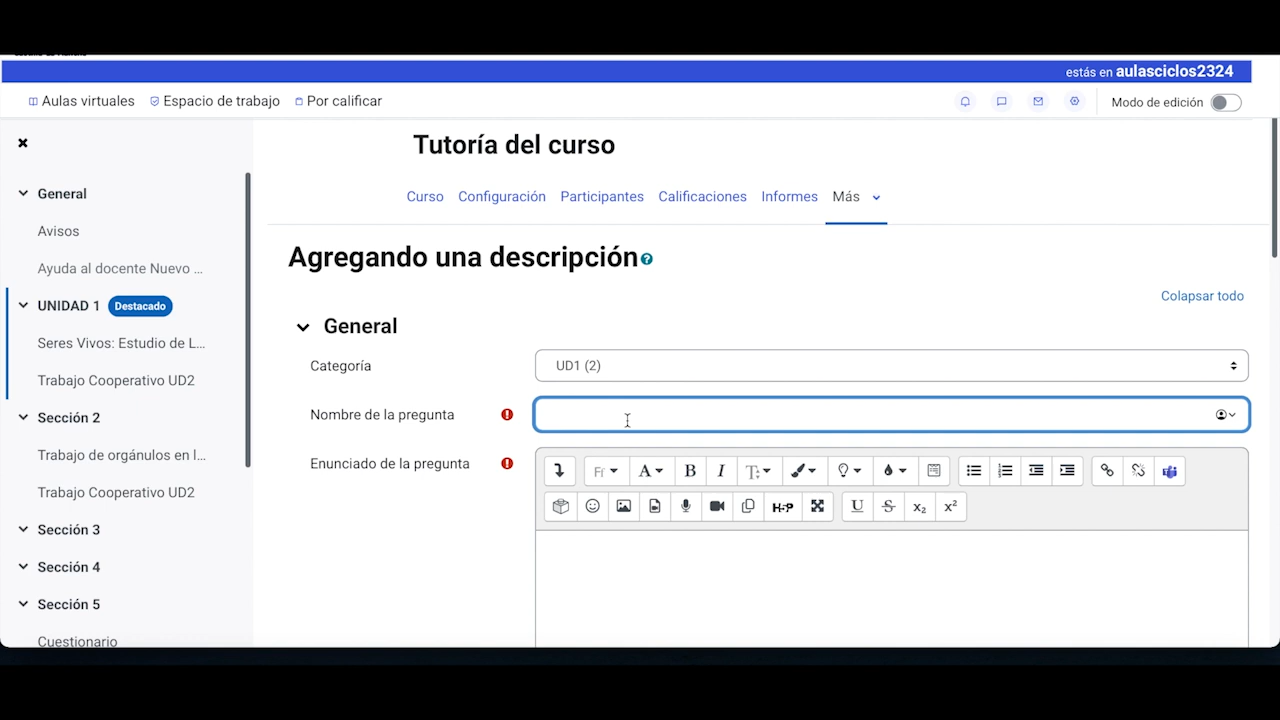 estás en aulasciclos2324
Aulas virtuales Espacio de trabajo Por calificar Modo de edición
Tutoría del curso
Curso Configuración Participantes Calificaciones Informes Más
General
Avisos
Ayuda al docente Nuevo ...
UNIDAD 1 Destacado
Seres Vivos: Estudio de L...
Trabajo Cooperativo UD2
Sección 2
Trabajo de orgánulos en l...
Trabajo Cooperativo UD2
Sección 3
Sección 4
Sección 5
Cuestionario
Agregando una descripción
Colapsar todo
General
Categoría UD1 (2)
Nombre de la pregunta
Enunciado de la pregunta
Ff A B I T
H-P U S x₂ x²